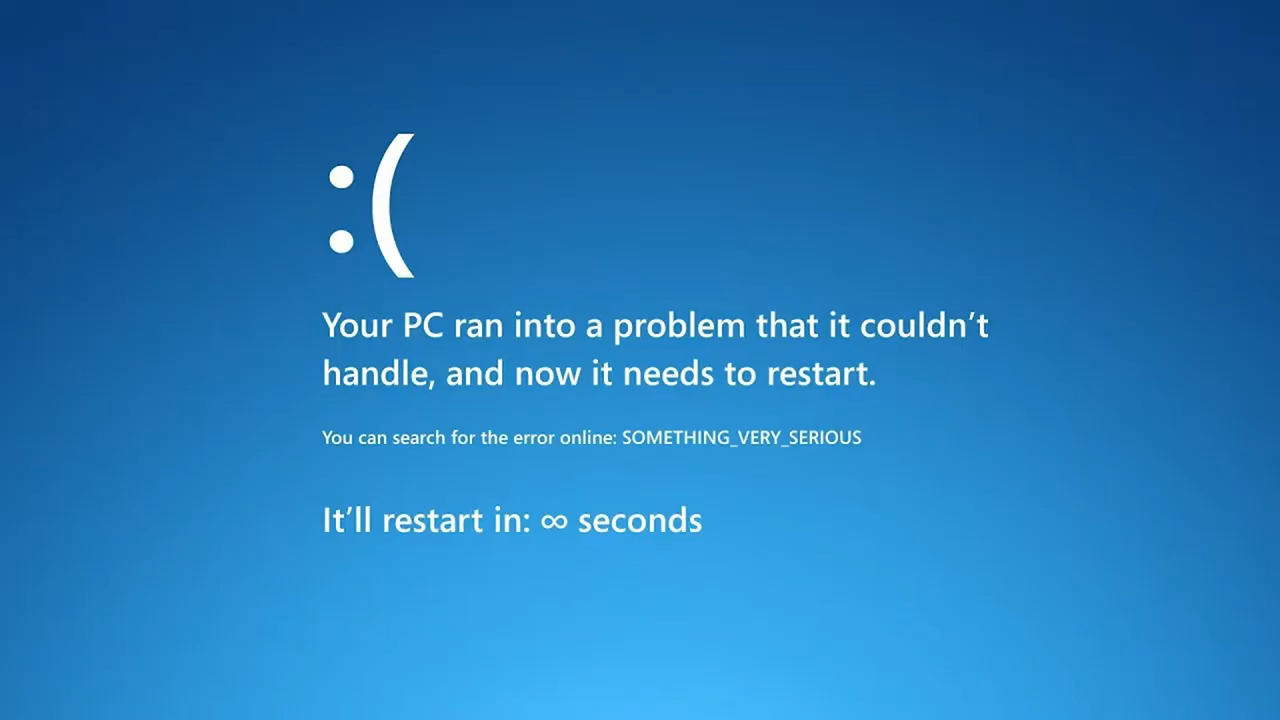 :(
Your PC ran into a problem that it couldn’t
handle, and now it needs to restart.
You can search for the error online: SOMETHING_VERY_SERIOUS
It’ll restart in: ∞ seconds